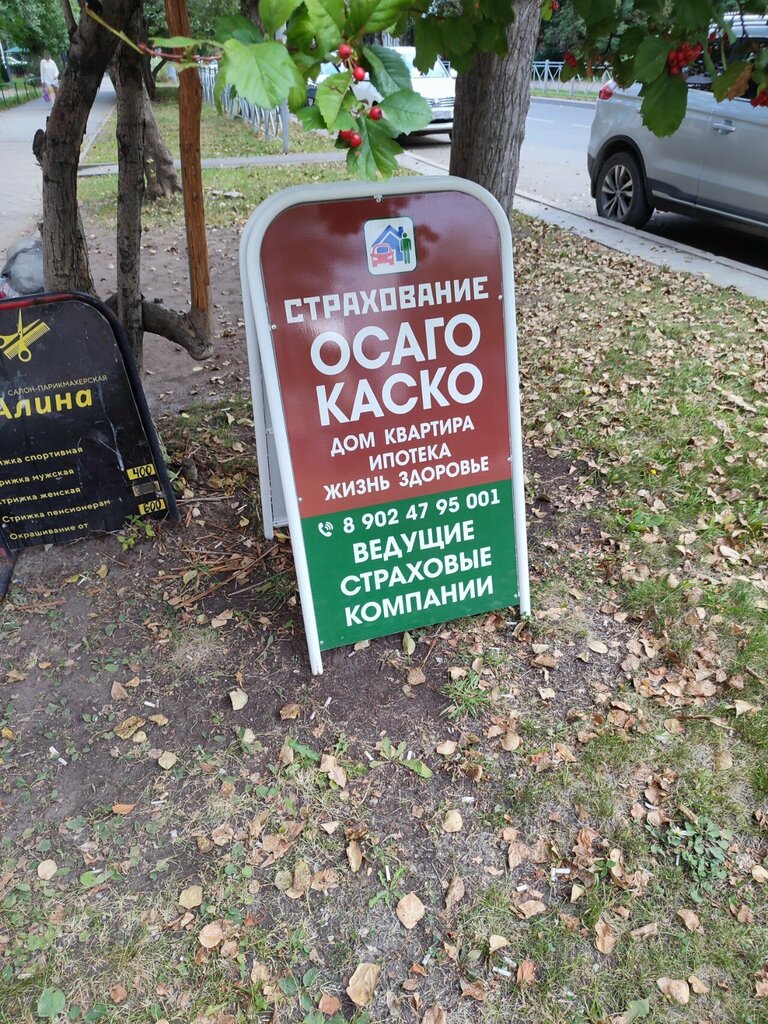 СТРАХОВАНИЕ
ОСАГО
КАСКО
ДОМ КВАРТИРА
ИПОТЕКА
ЖИЗНЬ ЗДОРОВЬЕ
8 902 47 95 001
ВЕДУЩИЕ
СТРАХОВЫЕ
КОМПАНИИ
САЛОН-ПАРИКМАХЕРСКАЯ
Алина
ижка спортивная
рижка мужская 400
трижка женская
Стрижка пенсионерам 600
Окрашивание от